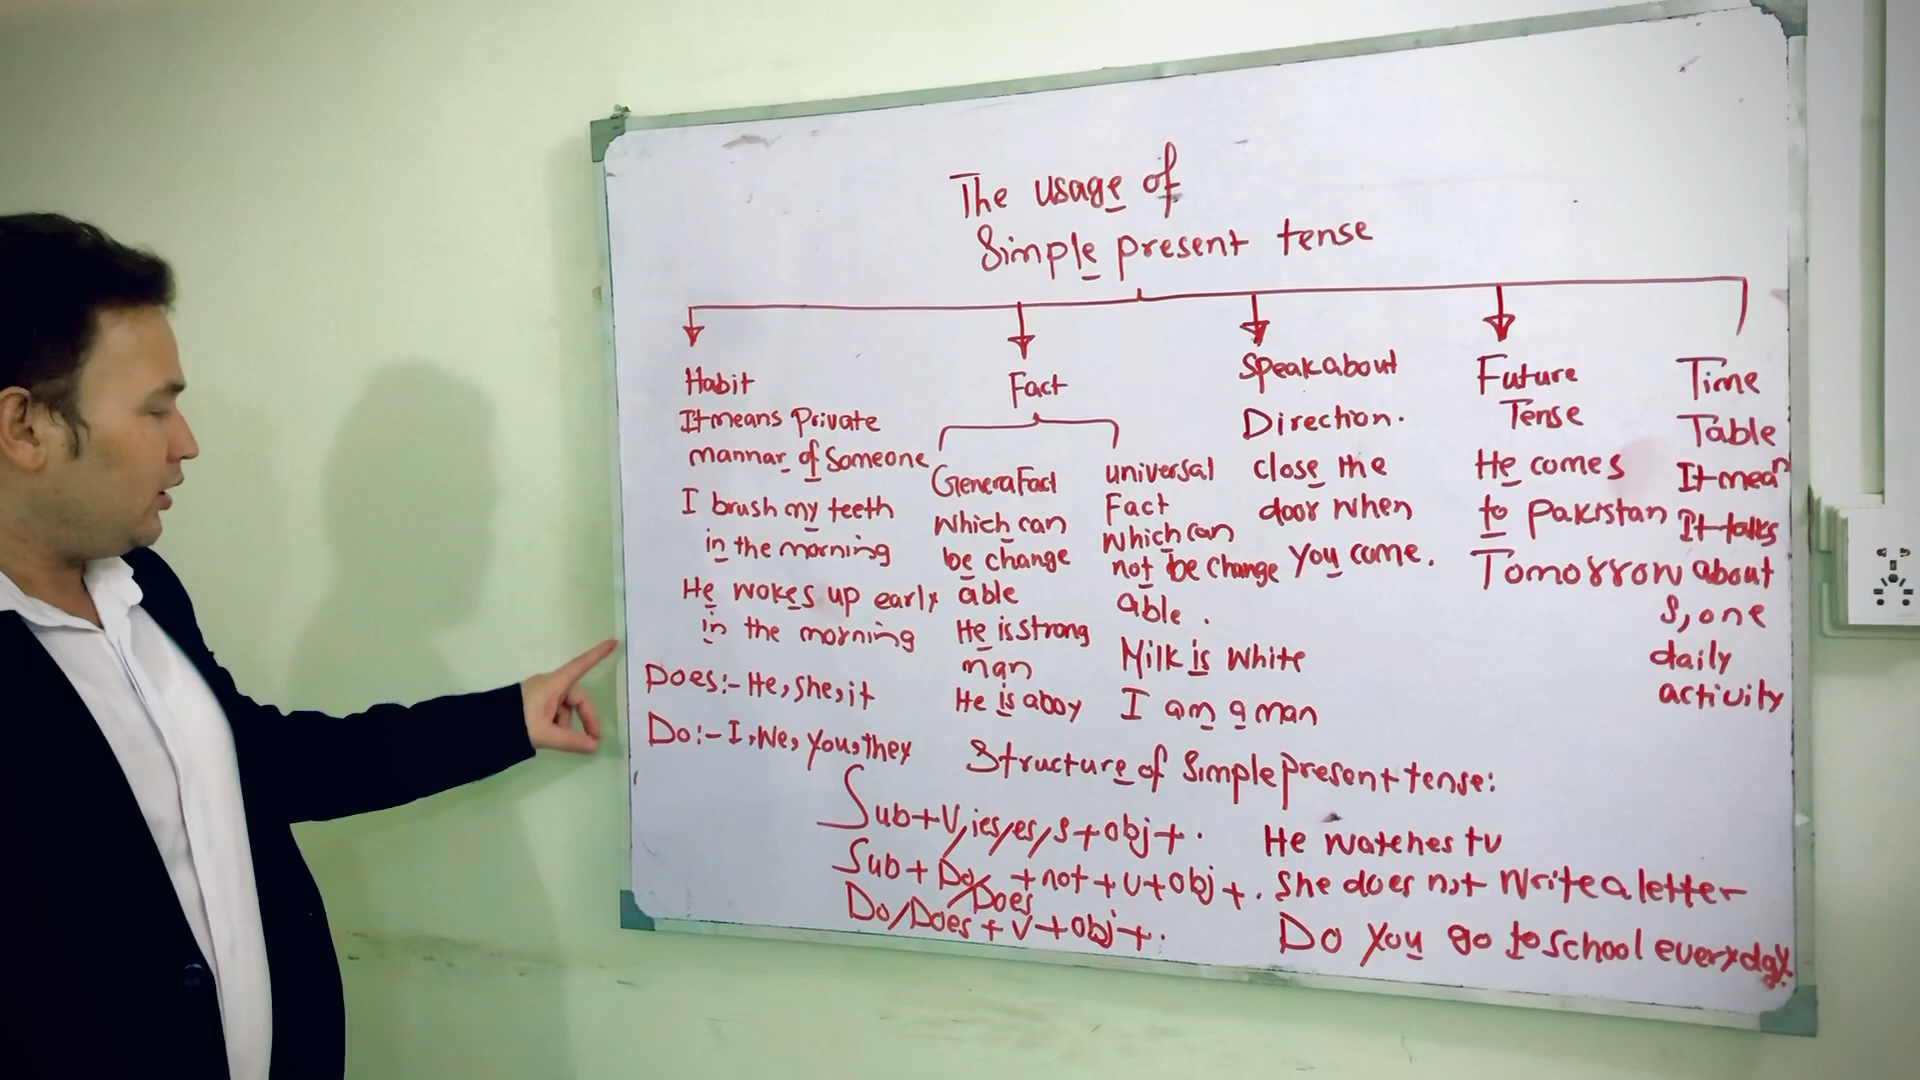 The usage of
Simple present tense
Habit
It means Private
mannar of Someone
I brush my teeth
in the morning
He wokes up early
in the morning
Does:- He, she, it
Do:- I, We, you, they
Fact
Genera Fact
which can
be change
able
He is strong
man
He is a boy
universal
Fact
which can
not be change
able.
Milk is white
I am a man
Speak about
Direction.
close the
door when
you come.
Future
Tense
He comes
to pakistan
Tomorrow
Time
Table
It mean
It talks
about
S, one
daily
activity
Structure of Simple present tense:
Sub+V,ies/es/s+obj+.
He watches tv
Sub+Do/Does+not+v+obj+.
She does not write a letter
Do/Does+v+obj+.
Do you go to school everyday.